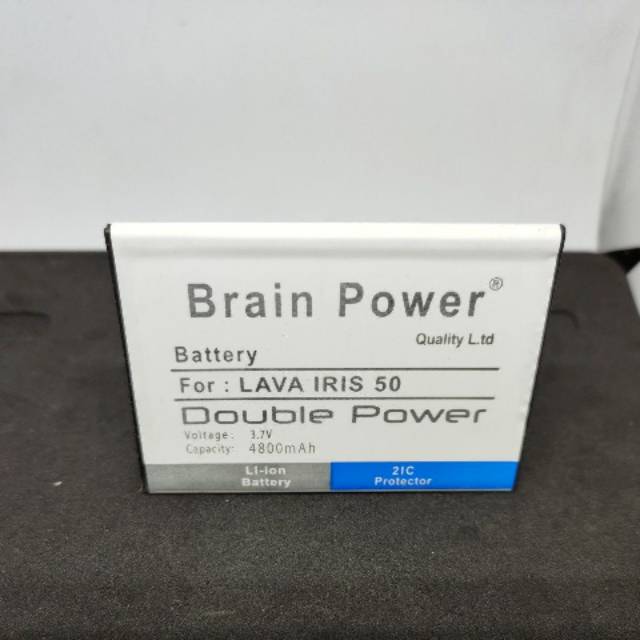 Brain Power®
Quality L.td
Battery
For : LAVA IRIS 50
Double Power
Voltage : 3.7V
Capacity: 4800mAh
Li-ion
Battery
2IC
Protector